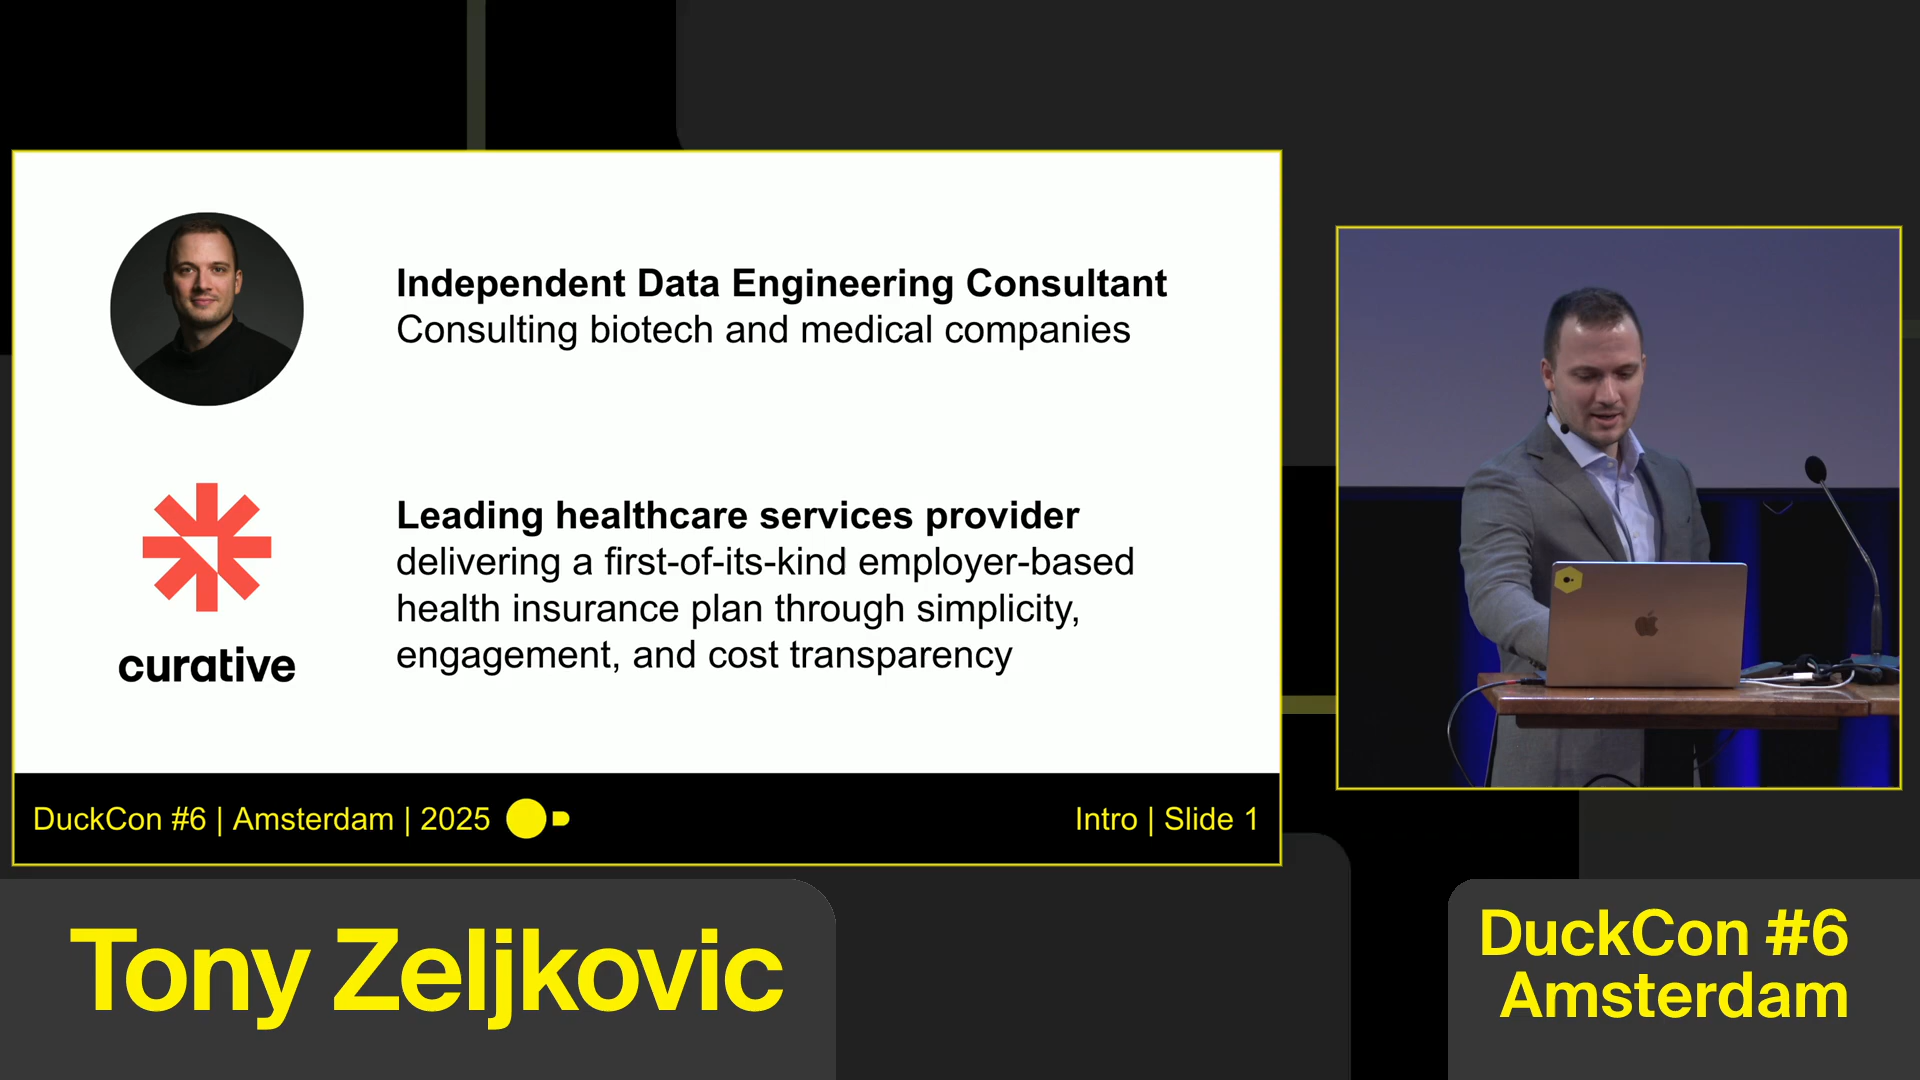 Independent Data Engineering Consultant
Consulting biotech and medical companies
curative
Leading healthcare services provider
delivering a first-of-its-kind employer-based
health insurance plan through simplicity,
engagement, and cost transparency
DuckCon #6 | Amsterdam | 2025
Intro | Slide 1
Tony Zeljkovic
DuckCon #6
Amsterdam